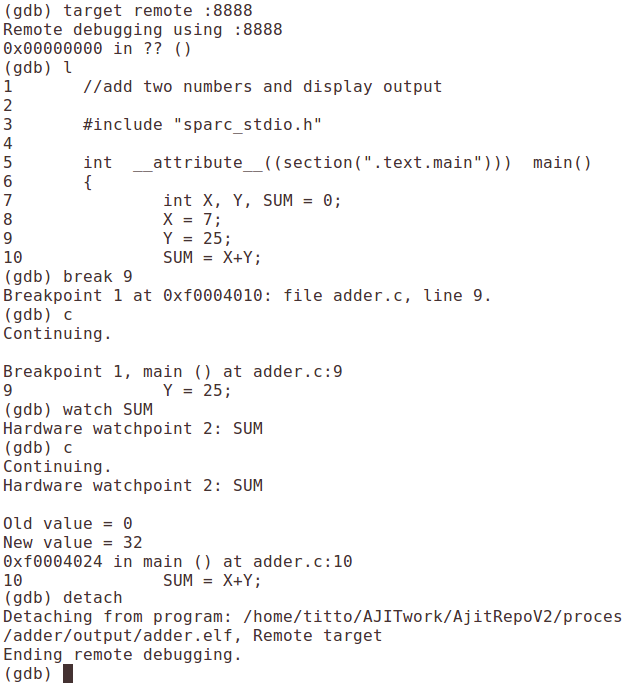 (gdb) target remote :8888
Remote debugging using :8888
0x00000000 in ?? ()
(gdb) l
1       //add two numbers and display output
2
3       #include "sparc_stdio.h"
4
5       int  __attribute__((section(".text.main")))  main()
6       {
7               int X, Y, SUM = 0;
8               X = 7;
9               Y = 25;
10              SUM = X+Y;
(gdb) break 9
Breakpoint 1 at 0xf0004010: file adder.c, line 9.
(gdb) c
Continuing.

Breakpoint 1, main () at adder.c:9
9               Y = 25;
(gdb) watch SUM
Hardware watchpoint 2: SUM
(gdb) c
Continuing.
Hardware watchpoint 2: SUM

Old value = 0
New value = 32
0xf0004024 in main () at adder.c:10
10              SUM = X+Y;
(gdb) detach
Detaching from program: /home/titto/AJITwork/AjitRepoV2/proces
/adder/output/adder.elf, Remote target
Ending remote debugging.
(gdb)